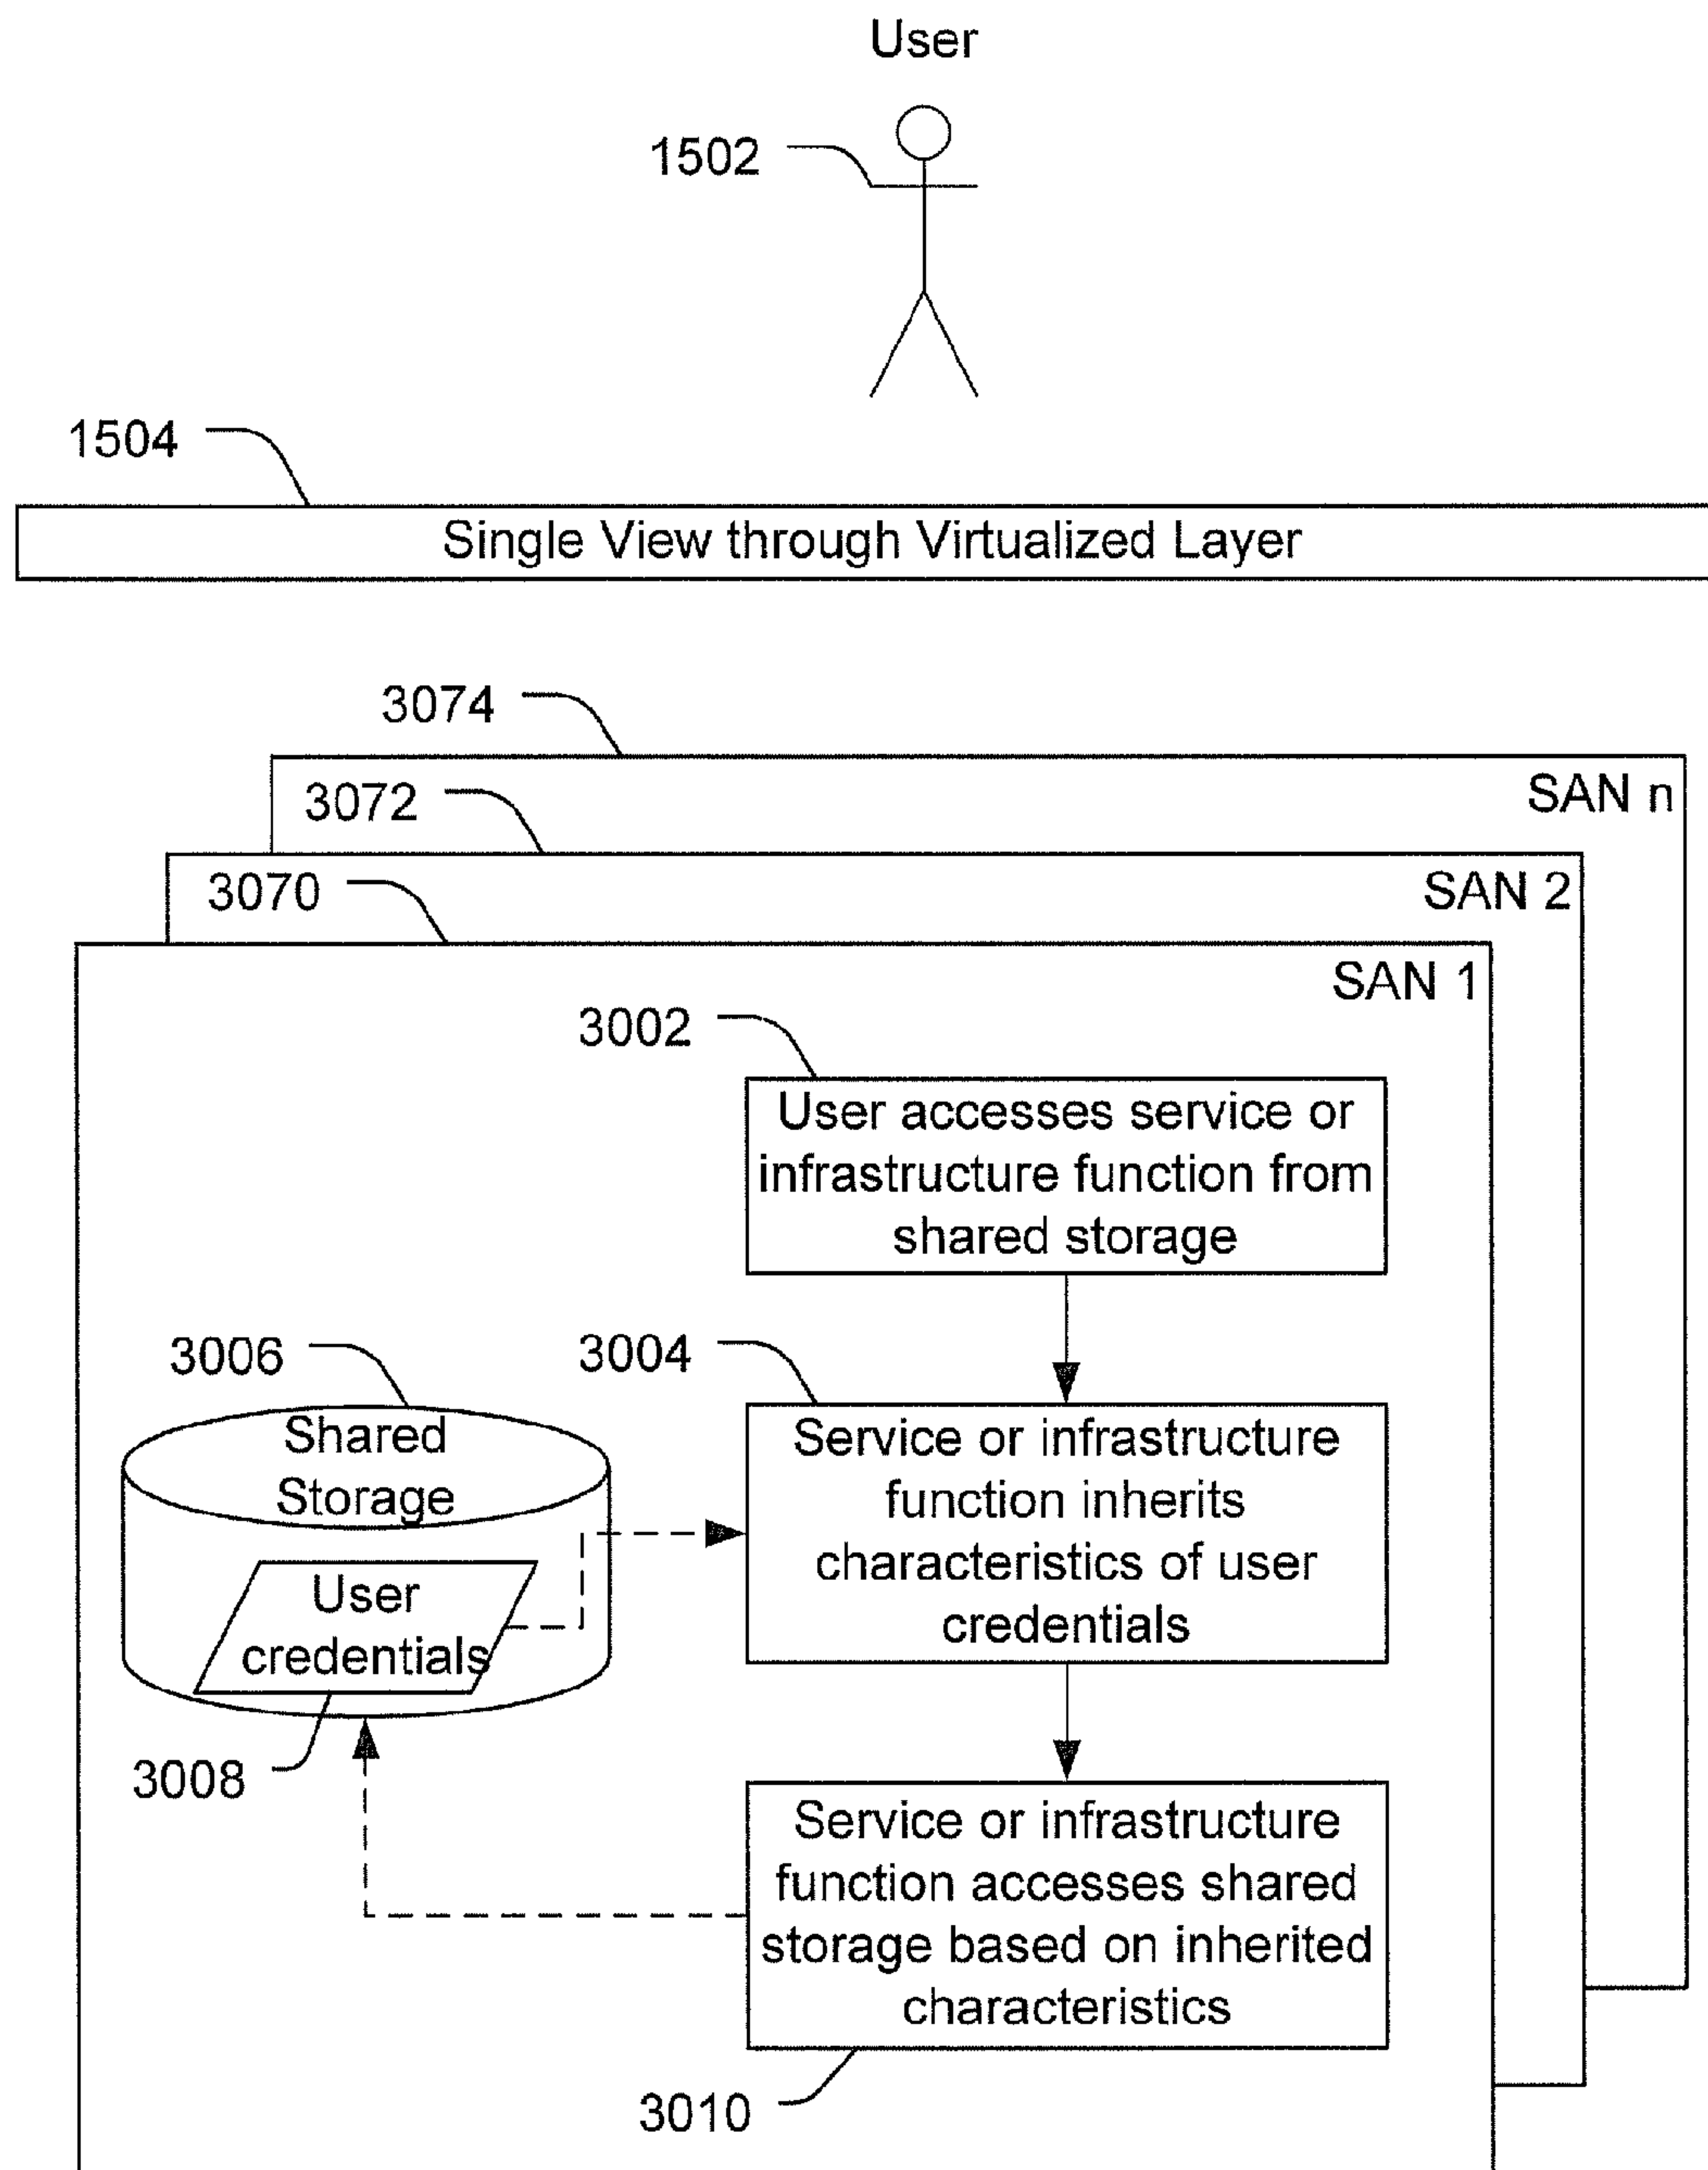 User
1502
1504
Single View through Virtualized Layer
3074
SAN n
3072
SAN 2
3070
SAN 1
3002
User accesses service or
infrastructure function from
shared storage
3006
Shared
Storage
User
credentials
3008
3004
Service or infrastructure
function inherits
characteristics of user
credentials
Service or infrastructure
function accesses shared
storage based on inherited
characteristics
3010